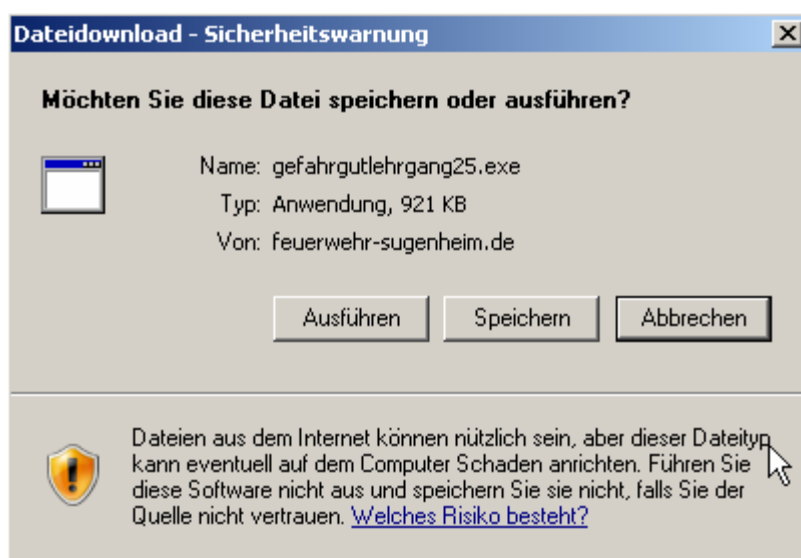 Dateidownload - Sicherheitswarnung
Möchten Sie diese Datei speichern oder ausführen?
Name: gefahrgutlehrgang25.exe
Typ: Anwendung, 921 KB
Von: feuerwehr-sugenheim.de
Ausführen Speichern Abbrechen
Dateien aus dem Internet können nützlich sein, aber dieser Dateityp
kann eventuell auf dem Computer Schaden anrichten. Führen Sie
diese Software nicht aus und speichern Sie sie nicht, falls Sie der
Quelle nicht vertrauen. Welches Risiko besteht?